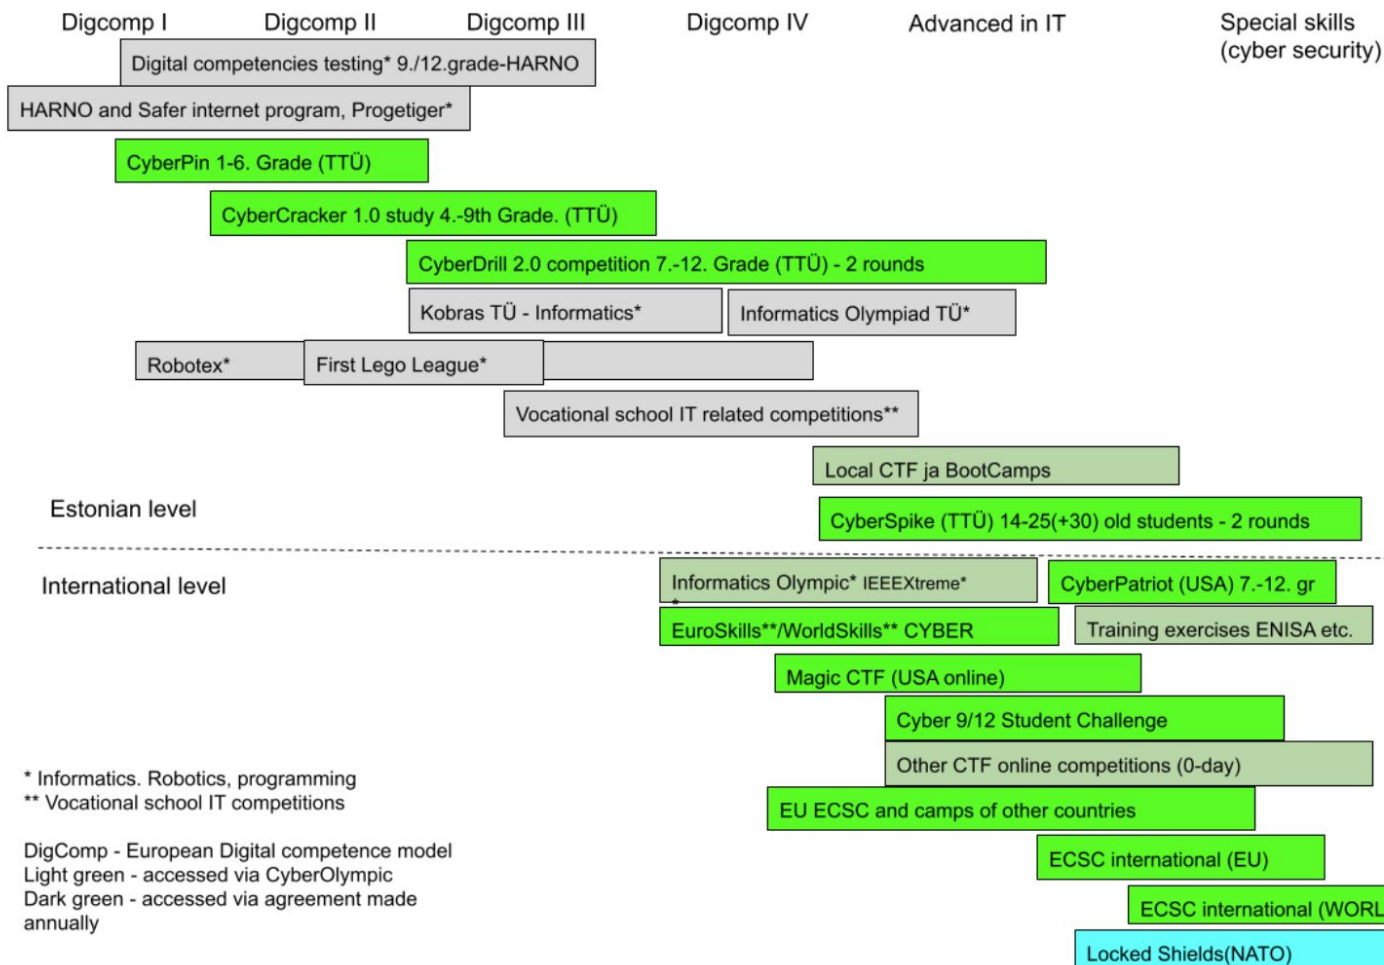 Digcomp I
Digcomp II
Digcomp III
Digcomp IV
Advanced in IT
Special skills
(cyber security)
Digital competencies testing* 9./12.grade-HARNO
HARNO and Safer internet program, Progetiger*
CyberPin 1-6. Grade (TTÜ)
CyberCracker 1.0 study 4.-9th Grade. (TTÜ)
CyberDrill 2.0 competition 7.-12. Grade (TTÜ) - 2 rounds
Kobras TÜ - Informatics*
Informatics Olympiad TÜ*
Robotex*
First Lego League*
Vocational school IT related competitions**
Local CTF ja BootCamps
Estonian level
CyberSpike (TTÜ) 14-25(+30) old students - 2 rounds
International level
Informatics Olympic* IEEEXtreme*
*
CyberPatriot (USA) 7.-12. gr
EuroSkills**/WorldSkills** CYBER
Training exercises ENISA etc.
Magic CTF (USA online)
Cyber 9/12 Student Challenge
Other CTF online competitions (0-day)
EU ECSC and camps of other countries
ECSC international (EU)
ECSC international (WORL
Locked Shields(NATO)
* Informatics. Robotics, programming
** Vocational school IT competitions
DigComp - European Digital competence model
Light green - accessed via CyberOlympic
Dark green - accessed via agreement made
annually